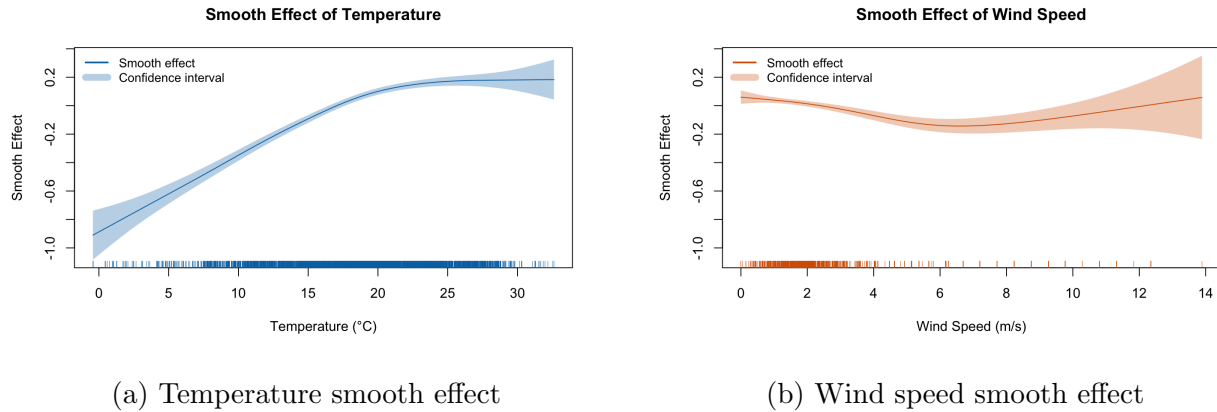 Smooth Effect of Temperature
Smooth effect
Confidence interval
Smooth Effect
0.2
-0.2
-0.6
-1.0
0 5 10 15 20 25 30
Temperature (°C)
(a) Temperature smooth effect
Smooth Effect of Wind Speed
Smooth effect
Confidence interval
Smooth Effect
0.2
-0.2
-0.6
-1.0
0 2 4 6 8 10 12 14
Wind Speed (m/s)
(b) Wind speed smooth effect